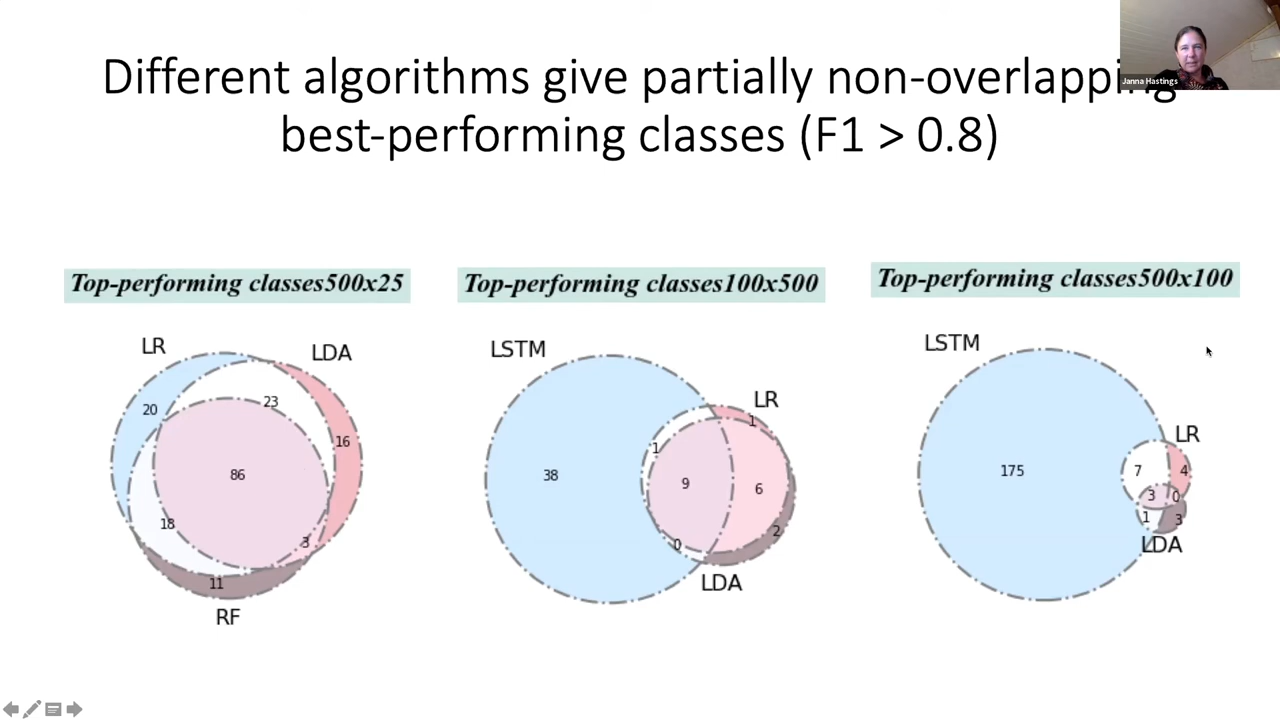 Different algorithms give partially non-overlapping
best-performing classes (F1 > 0.8)
Janna Hastings
Top-performing classes500x25
LR
LDA
20
23
16
86
18
3
11
RF
Top-performing classes100x500
LSTM
LR
1
1
38
9
6
2
0
LDA
Top-performing classes500x100
LSTM
LR
175
7
4
3
0
1
3
LDA